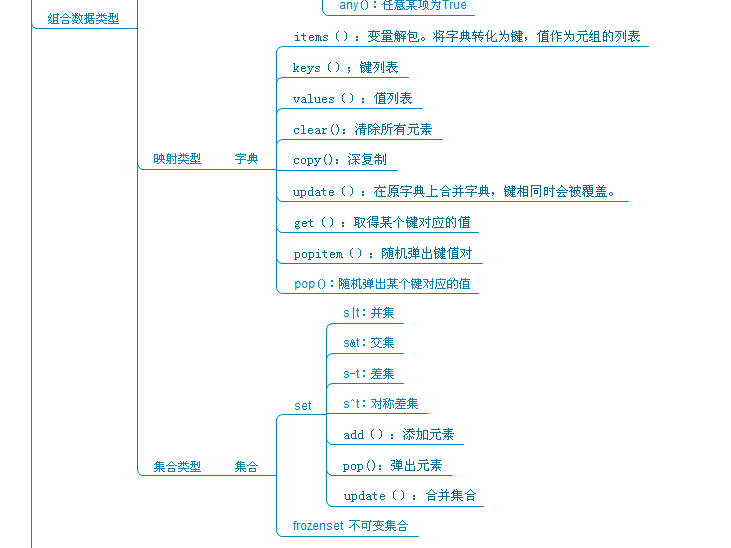 any()：任意某项为True
组合数据类型
items（）：变量解包。将字典转化为键，值作为元组的列表
keys（）；键列表
values（）：值列表
clear()：清除所有元素
映射类型 字典
copy()：深复制
update（）：在原字典上合并字典，键相同时会被覆盖。
get（）：取得某个键对应的值
popitem（）：随机弹出键值对
pop()：随机弹出某个键对应的值
s|t：并集
s&t：交集
s-t：差集
s^t：对称差集
set
add（）：添加元素
pop()：弹出元素
集合类型 集合
update（）：合并集合
frozenset 不可变集合